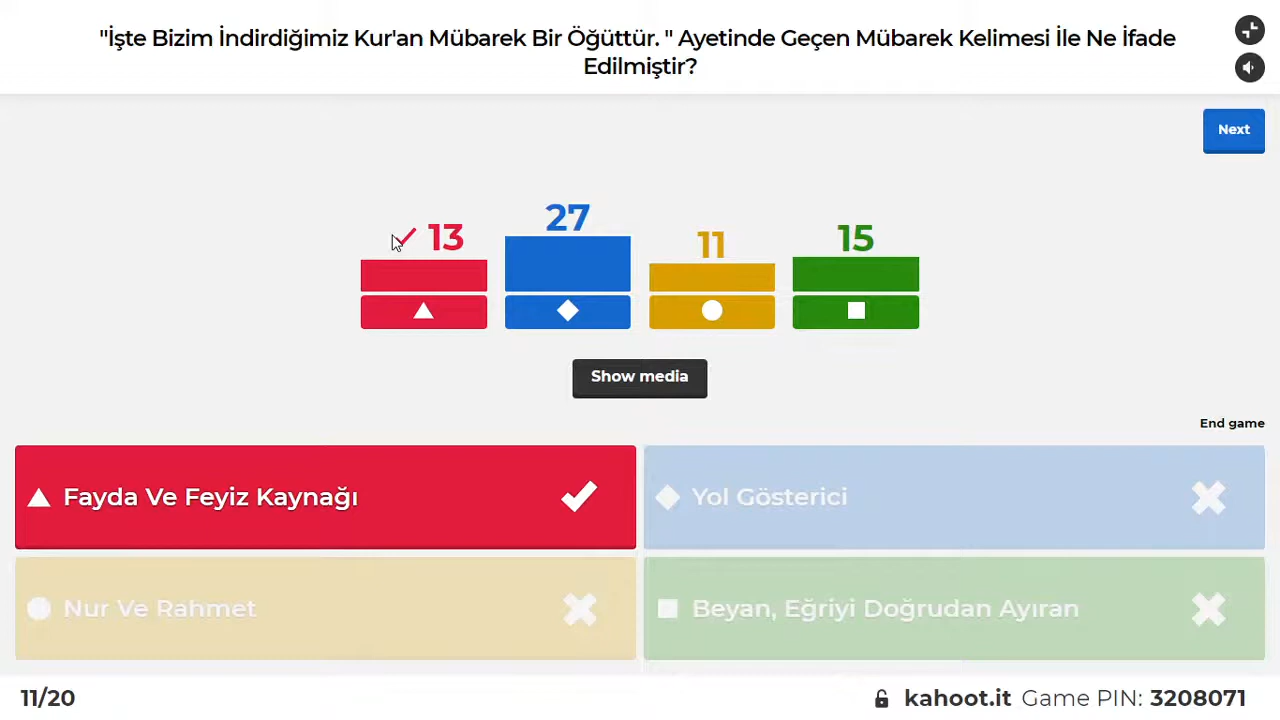 "İşte Bizim İndirdiğimiz Kur'an Mübarek Bir Öğüttür. " Ayetinde Geçen Mübarek Kelimesi İle Ne İfade
Edilmiştir?
Next
13
27
11
15
Show media
End game
Fayda Ve Feyiz Kaynağı
Yol Gösterici
Nur Ve Rahmet
Beyan, Eğriyi Doğrudan Ayıran
11/20
kahoot.it Game PIN: 3208071